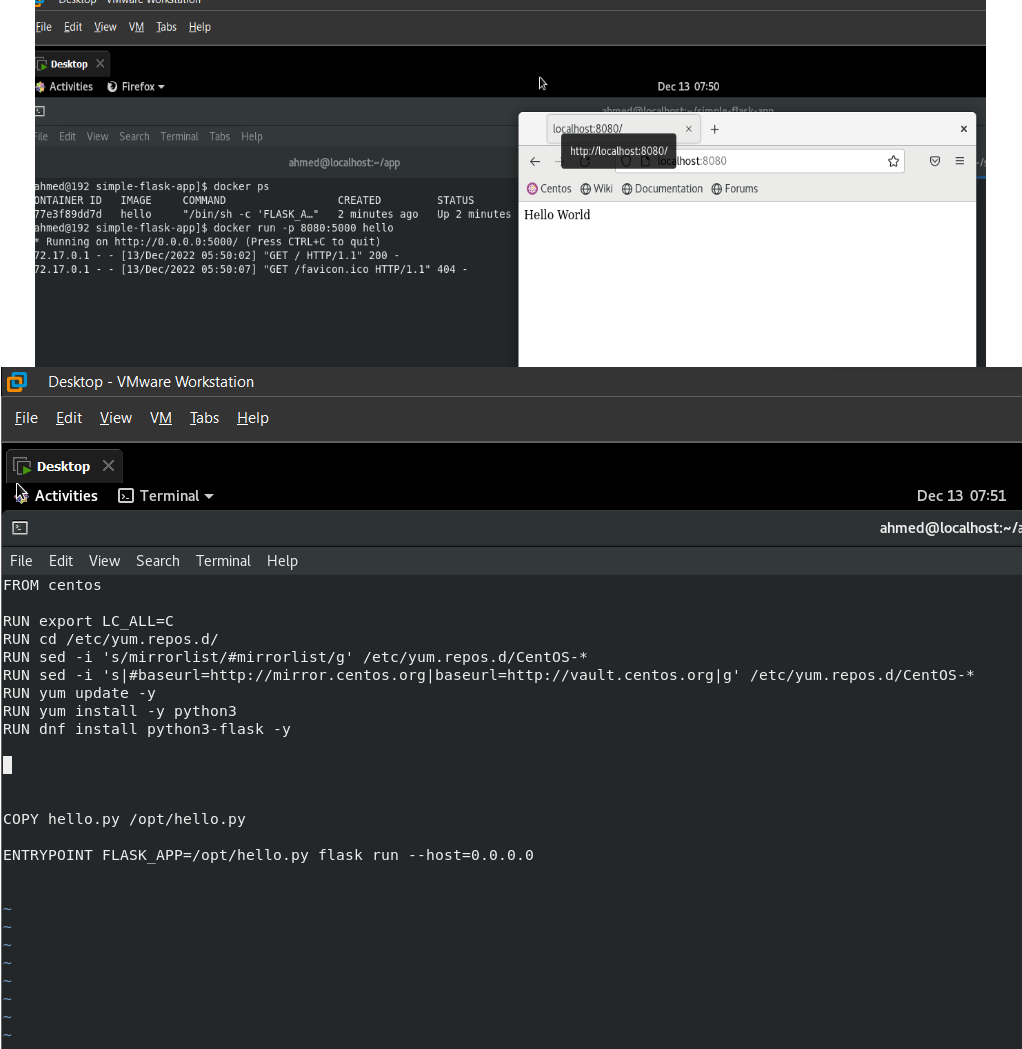 Desktop - VMware Workstation
File Edit View VM Tabs Help
Desktop
Activities Firefox Dec 13 07:50
ahmed@localhost:~/simple-flask-app
File Edit View Search Terminal Tabs Help
ahmed@localhost:~/app
ahmed@192 simple-flask-app]$ docker ps
ONTAINER ID IMAGE COMMAND CREATED STATUS
77e3f89dd7d hello "/bin/sh -c 'FLASK_A…" 2 minutes ago Up 2 minutes
ahmed@192 simple-flask-app]$ docker run -p 8080:5000 hello
* Running on http://0.0.0.0:5000/ (Press CTRL+C to quit)
72.17.0.1 - - [13/Dec/2022 05:50:02] "GET / HTTP/1.1" 200 -
72.17.0.1 - - [13/Dec/2022 05:50:07] "GET /favicon.ico HTTP/1.1" 404 -
localhost:8080/
http://localhost:8080/
localhost:8080
Centos Wiki Documentation Forums
Hello World
Desktop - VMware Workstation
File Edit View VM Tabs Help
Desktop
Activities Terminal Dec 13 07:51
ahmed@localhost:~/a
File Edit View Search Terminal Help
FROM centos
RUN export LC_ALL=C
RUN cd /etc/yum.repos.d/
RUN sed -i 's/mirrorlist/#mirrorlist/g' /etc/yum.repos.d/CentOS-*
RUN sed -i 's|#baseurl=http://mirror.centos.org|baseurl=http://vault.centos.org|g' /etc/yum.repos.d/CentOS-*
RUN yum update -y
RUN yum install -y python3
RUN dnf install python3-flask -y
COPY hello.py /opt/hello.py
ENTRYPOINT FLASK_APP=/opt/hello.py flask run --host=0.0.0.0
~
~
~
~
~
~
~
~